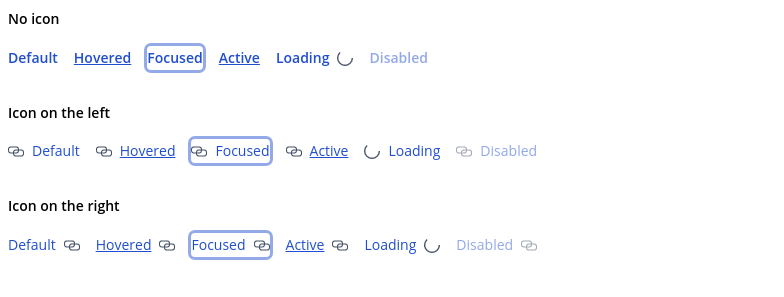 No icon
Default Hovered Focused Active Loading Disabled
Icon on the left
Default Hovered Focused Active Loading Disabled
Icon on the right
Default Hovered Focused Active Loading Disabled